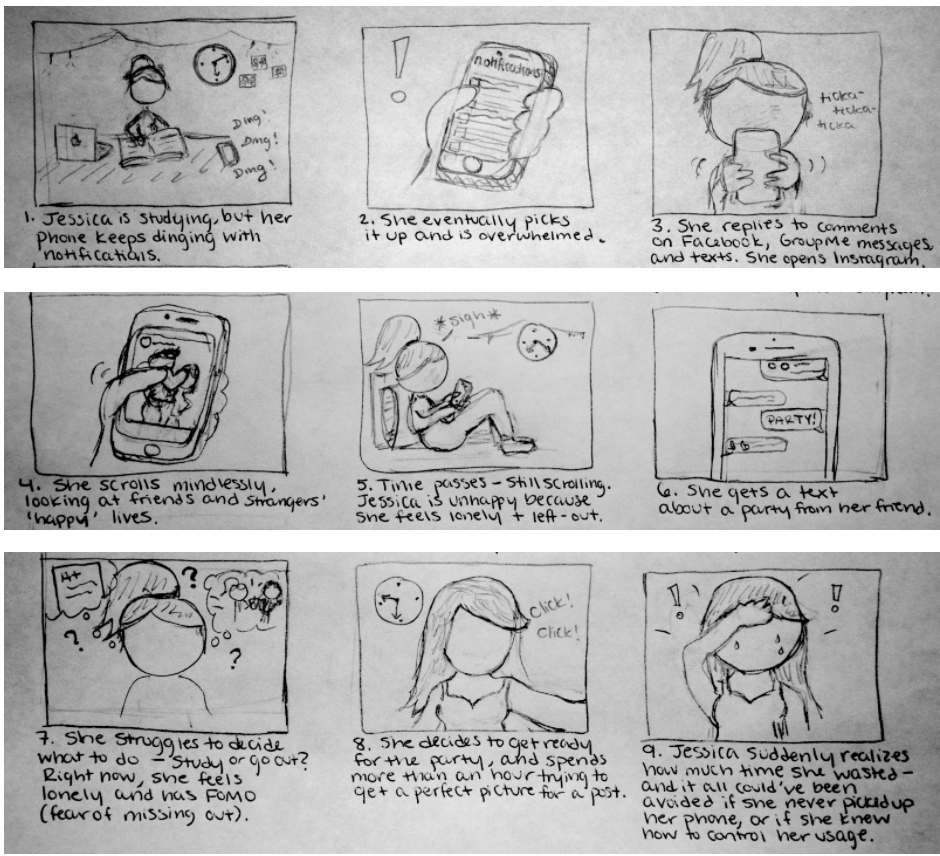 Ding!
Ding!
Ding!
1. Jessica is studying, but her
phone keeps dinging with
notificatials.
!
notifications
2. She eventually picks
it up and is overwhelmed.
ticka-
ticka-
ticka
3. She replies to comments
on Facebook, GroupMe messages
and texts. She opens Instagram.
4. She scrolls mindlessly,
looking at friends and strangers'
'happy' lives.
*sigh*
5. Time passes - still scrolling.
Jessica is unhappy because
she feels lonely + left-out.
PARTY!
6. She gets a text
about a party from her friend.
A+
?
?
?
7. She struggles to decide
what to do - study or go out?
Right now, she feels
lonely and has FOMO
(fear of missing out).
Click!
Click!
8. She decides to get ready
for the party, and spends
more than an hour trying to
get a perfect picture for a post.
! !
9. Jessica suddenly realizes
how much time she wasted -
and it all could've been
avoided if she never picked up
her phone, or if she knew
how to control her usage.